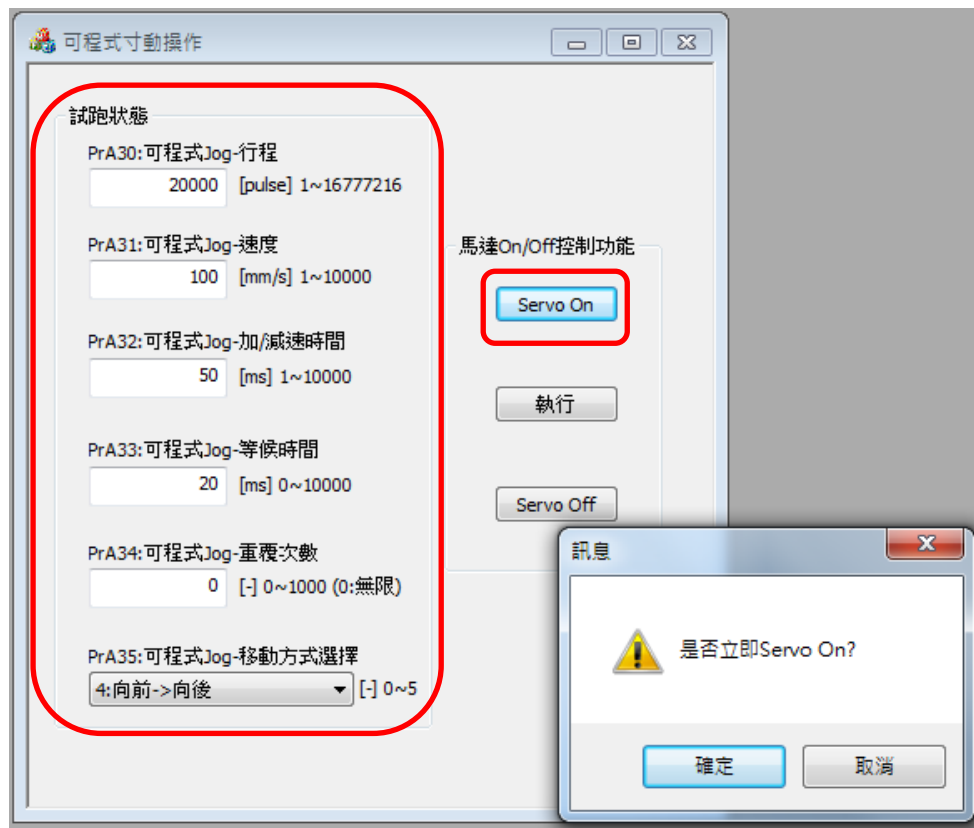 可程式寸動操作
試跑狀態
PrA30:可程式Jog-行程
20000 [pulse] 1~16777216
PrA31:可程式Jog-速度
100 [mm/s] 1~10000
PrA32:可程式Jog-加/減速時間
50 [ms] 1~10000
PrA33:可程式Jog-等侯時間
20 [ms] 0~10000
PrA34:可程式Jog-重覆次數
0 [-] 0~1000 (0:無限)
PrA35:可程式Jog-移動方式選擇
4:向前->向後 [-] 0~5
馬達On/Off控制功能
Servo On
執行
Servo Off
訊息
是否立即Servo On?
確定
取消